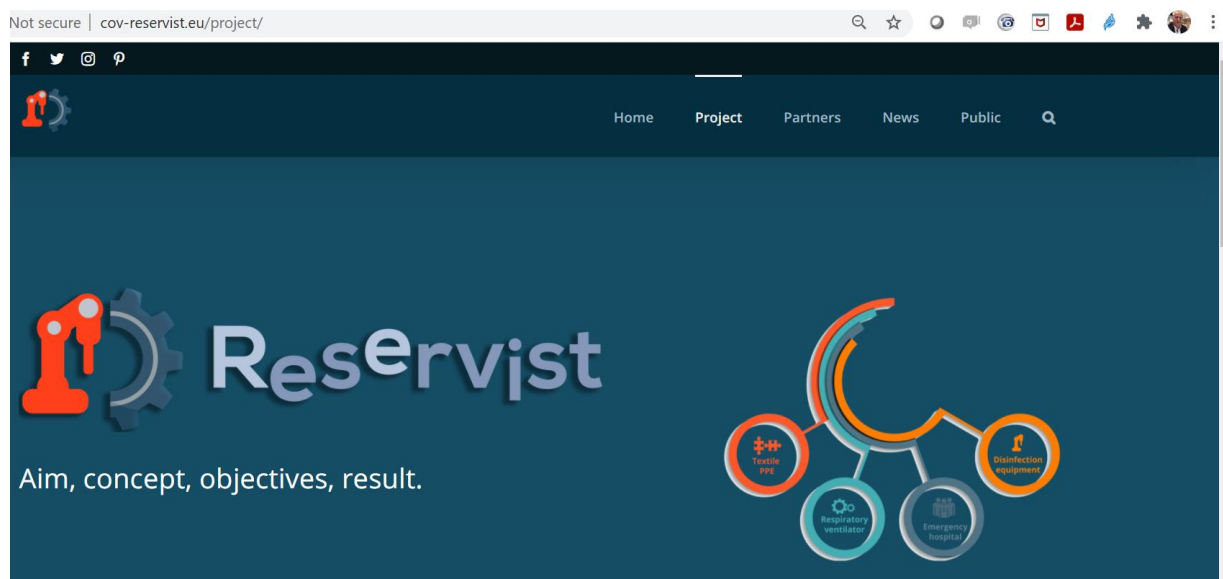 Not secure | cov-reservist.eu/project/
Home Project Partners News Public
Reservist
Aim, concept, objectives, result.
Textile
PPE
Respiratory
ventilator
Emergency
hospital
Disinfection
equipment